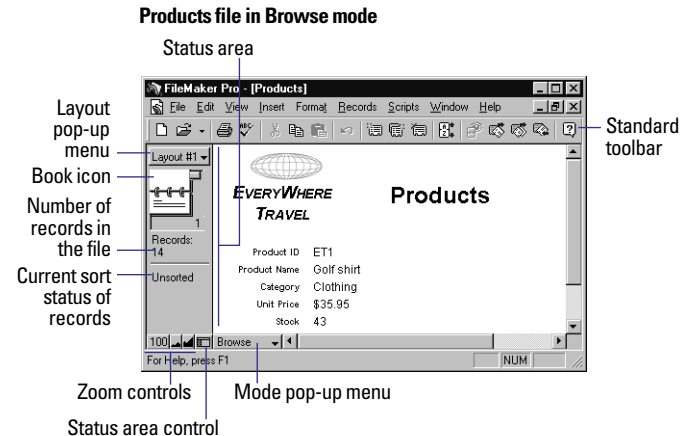 Products file in Browse mode
Status area
FileMaker Pro - [Products]
File Edit View Insert Format Records Scripts Window Help
Layout
pop-up
menu
Standard
toolbar
Layout #1
Book icon
EVERYWHERE
TRAVEL
Products
1
Number of
records in
the file
Records:
14
Product ID ET1
Product Name Golf shirt
Current sort
status of
records
Unsorted
Category Clothing
Unit Price $35.95
Stock 43
100 Browse
For Help, press F1
NUM
Zoom controls
Mode pop-up menu
Status area control